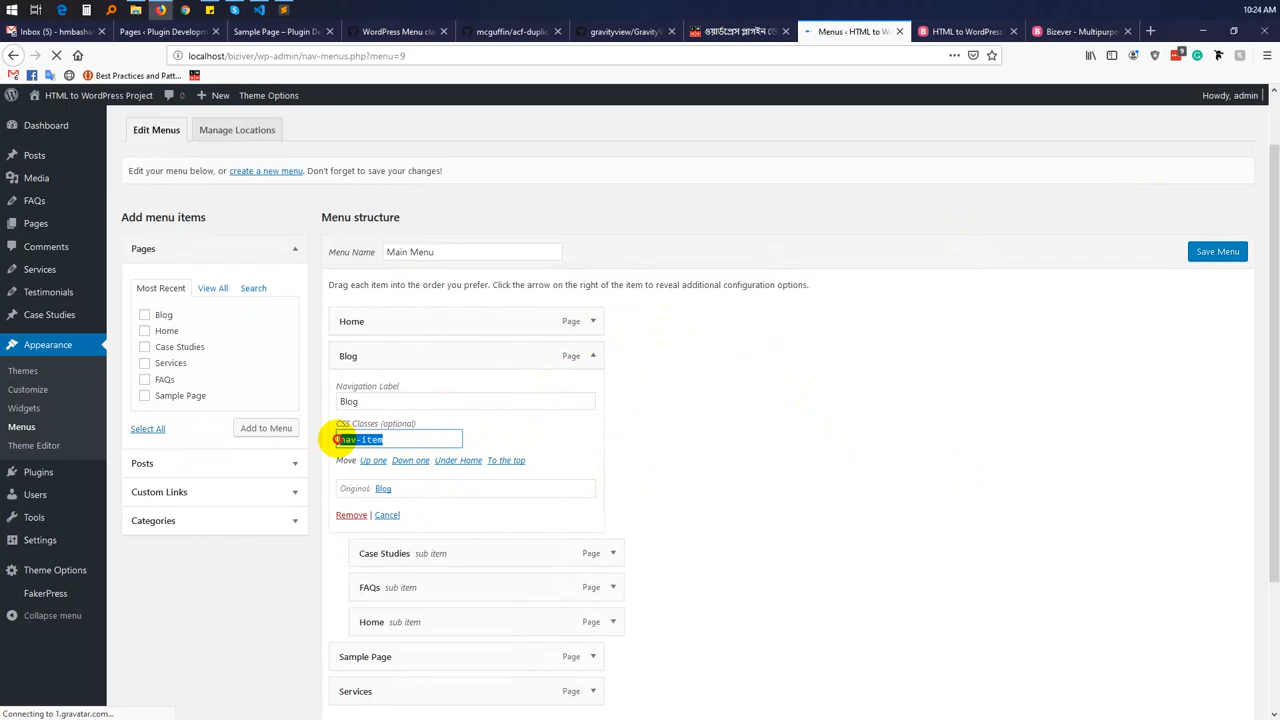 10:24 AM
Inbox (5) - hmbasha
Pages ‹ Plugin Developm
Sample Page – Plugin De
WordPress Menu cla
mcguffin/acf-duplic
gravityview/GravityV
ওয়ার্ডপ্রেস প্লাগইন
Menus ‹ HTML to Wo
HTML to WordPress
Bizever - Multipurpo
localhost/biziver/wp-admin/nav-menus.php?menu=9
9
Best Practices and Patt...
HTML to WordPress Project
0
New
Theme Options
Howdy, admin
Dashboard
Posts
Media
FAQs
Pages
Comments
Services
Testimonials
Case Studies
Appearance
Themes
Customize
Widgets
Menus
Theme Editor
Plugins
Users
Tools
Settings
Theme Options
FakerPress
Collapse menu
Edit Menus
Manage Locations
Edit your menu below, or create a new menu. Don't forget to save your changes!
Add menu items
Pages
Most Recent
View All
Search
Blog
Home
Case Studies
Services
FAQs
Sample Page
Select All
Add to Menu
Posts
Custom Links
Categories
Menu structure
Menu Name
Main Menu
Save Menu
Drag each item into the order you prefer. Click the arrow on the right of the item to reveal additional configuration options.
Home
Page
Blog
Page
Navigation Label
Blog
CSS Classes (optional)
nav-item
Move Up one Down one Under Home To the top
Original: Blog
Remove | Cancel
Case Studies sub item
Page
FAQs sub item
Page
Home sub item
Page
Sample Page
Page
Services
Page
Connecting to 1.gravatar.com...